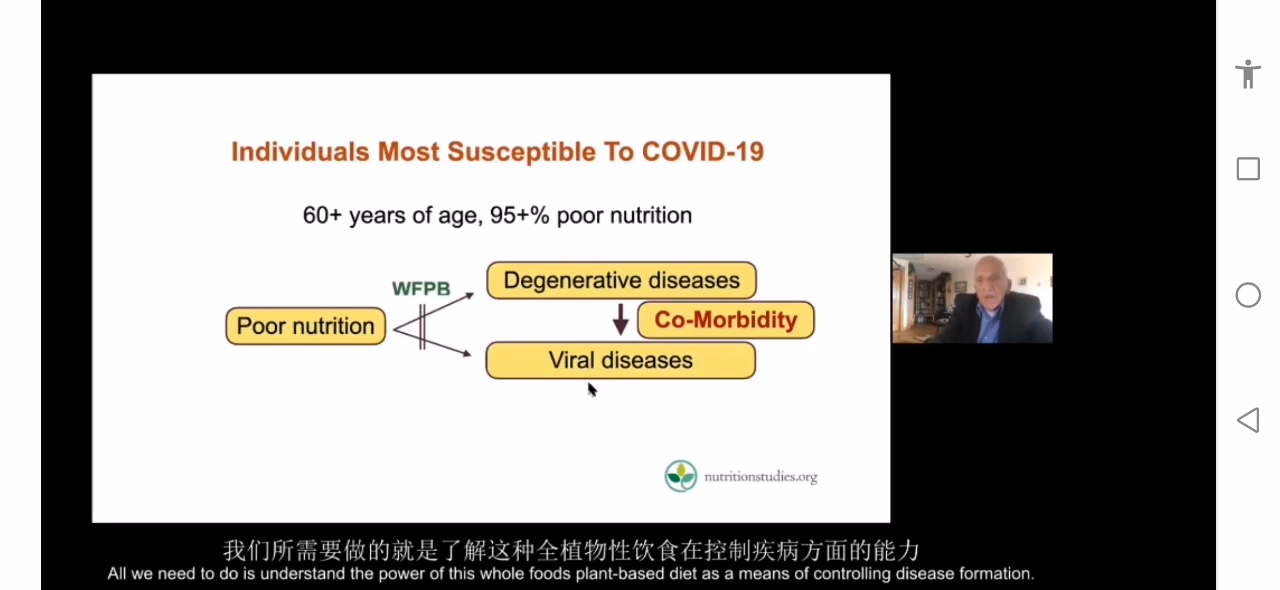 Individuals Most Susceptible To COVID-19
60+ years of age, 95+% poor nutrition
WFPB
Degenerative diseases
Poor nutrition
Co-Morbidity
Viral diseases
nutritionstudies.org
我们所需要做的就是了解这种全植物性饮食在控制疾病方面的能力
All we need to do is understand the power of this whole foods plant-based diet as a means of controlling disease formation.